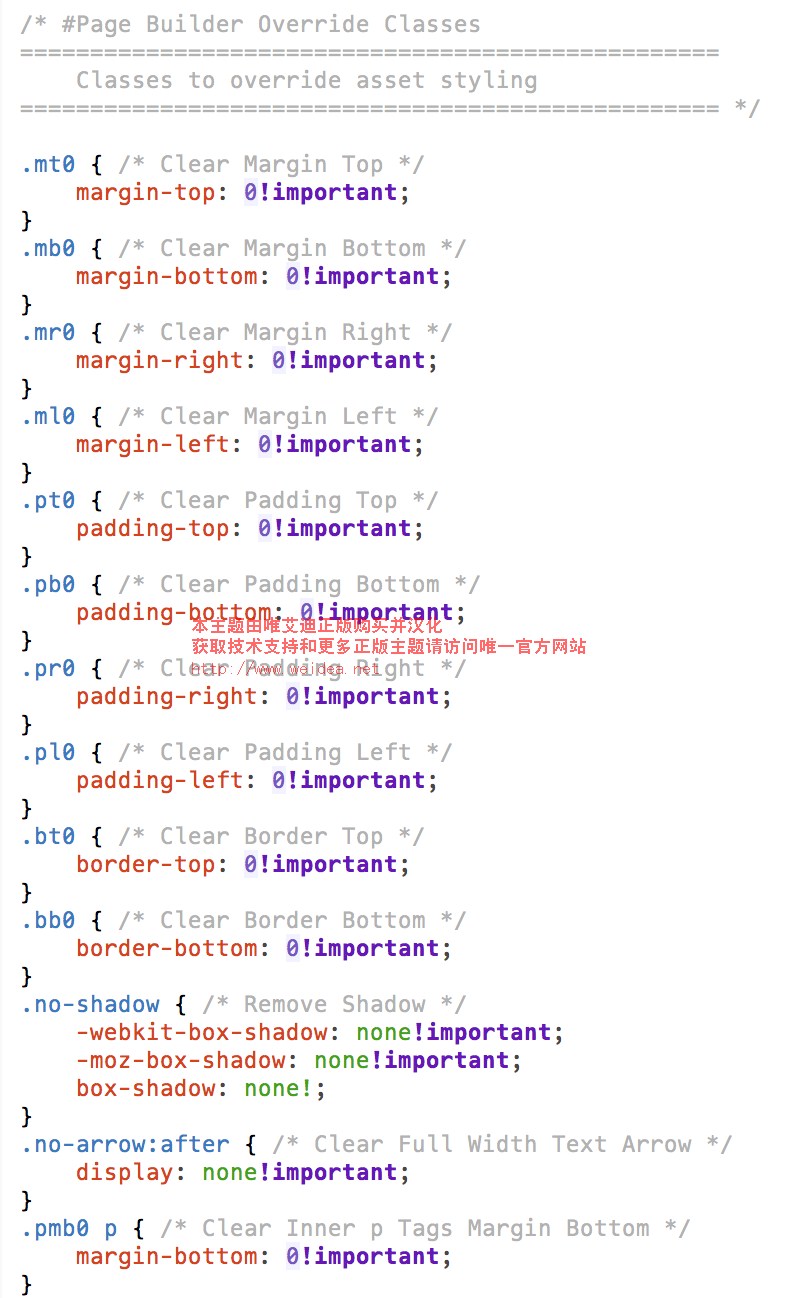 /* #Page Builder Override Classes
==================================================
    Classes to override asset styling
================================================== */

.mt0 { /* Clear Margin Top */
    margin-top: 0!important;
}
.mb0 { /* Clear Margin Bottom */
    margin-bottom: 0!important;
}
.mr0 { /* Clear Margin Right */
    margin-right: 0!important;
}
.ml0 { /* Clear Margin Left */
    margin-left: 0!important;
}
.pt0 { /* Clear Padding Top */
    padding-top: 0!important;
}
.pb0 { /* Clear Padding Bottom */
    padding-bottom: 0!important;
本主题由唯艾迪正版购买并汉化
}
获取技术支持和更多正版主题请访问唯一官方网站
.pr0 { /* Clear Padding Right */
http://www.weidea.net
    padding-right: 0!important;
}
.pl0 { /* Clear Padding Left */
    padding-left: 0!important;
}
.bt0 { /* Clear Border Top */
    border-top: 0!important;
}
.bb0 { /* Clear Border Bottom */
    border-bottom: 0!important;
}
.no-shadow { /* Remove Shadow */
    -webkit-box-shadow: none!important;
    -moz-box-shadow: none!important;
    box-shadow: none!;
}
.no-arrow:after { /* Clear Full Width Text Arrow */
    display: none!important;
}
.pmb0 p { /* Clear Inner p Tags Margin Bottom */
    margin-bottom: 0!important;
}